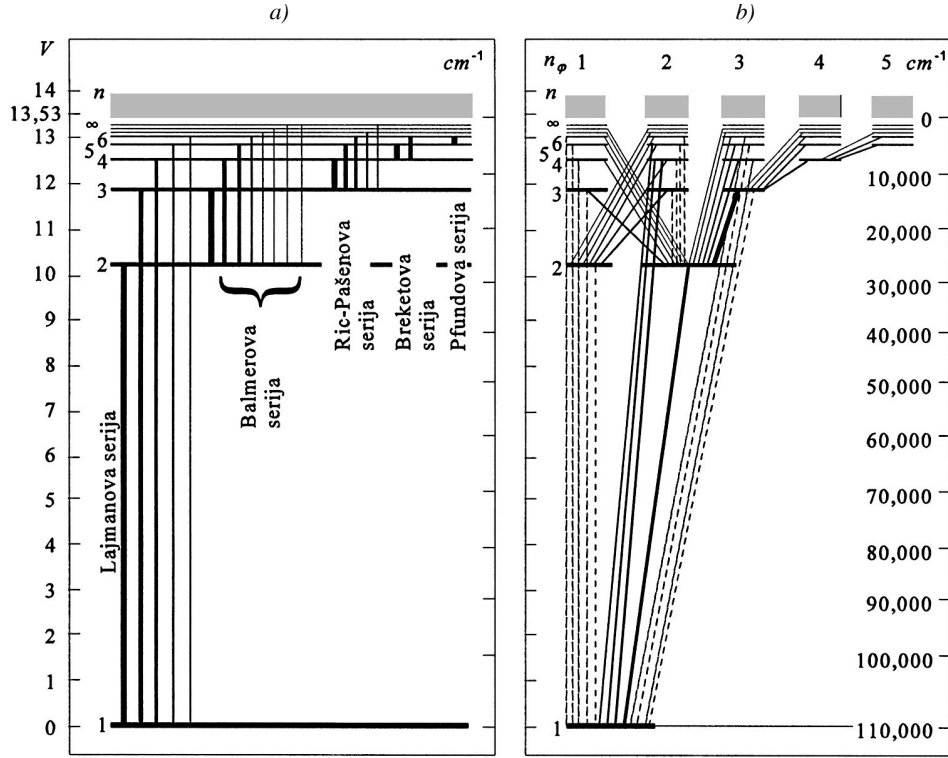 a)
V
cm⁻¹
14
n
13,53
∞
13
6
5
4
12
3
11
10
2
9
8
7
6
5
4
3
2
1
0
1
Lajmanova serija
Balmerova
serija
Ric-Pašenova
serija
Breketova
serija
Pfundova serija
b)
nφ 1 2 3 4 5 cm⁻¹
n
∞
0
6
5
4
10,000
3
20,000
2
30,000
40,000
50,000
60,000
70,000
80,000
90,000
100,000
1
110,000